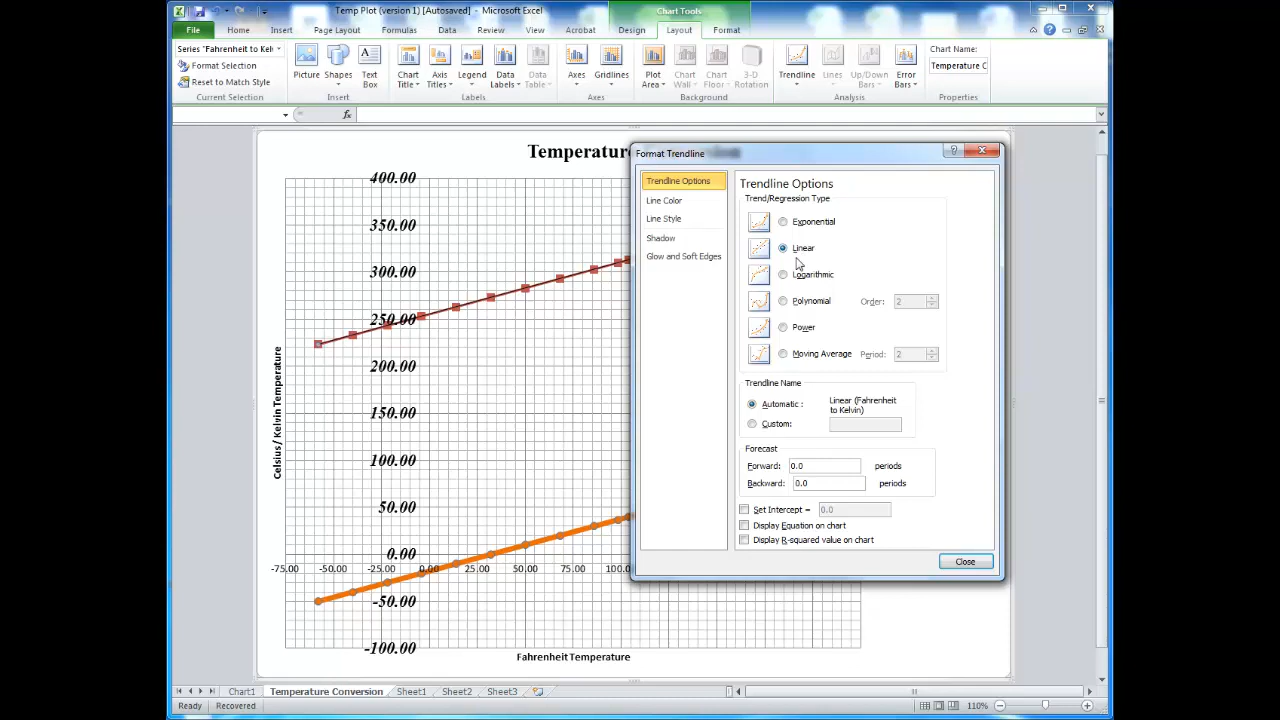 Temp Plot (version 1) [Autosaved] - Microsoft Excel
Chart Tools
File Home Insert Page Layout Formulas Data Review View Acrobat Design Layout Format
Series "Fahrenheit to Kel
Format Selection
Reset to Match Style
Current Selection
Picture Shapes Text Box
Insert
Chart Title Axis Titles Legend Data Labels Data Table
Labels
Axes Gridlines
Axes
Plot Area Chart Wall Chart Floor 3-D Rotation
Background
Trendline Lines Up/Down Bars Error Bars
Analysis
Chart Name:
Temperature C
Properties
fx
Temperature
400.00
350.00
300.00
250.00
200.00
150.00
100.00
50.00
0.00
-50.00
-100.00
-75.00 -50.00 -25.00 0.00 25.00 50.00 75.00 100.0
Celsius/ Kelvin Temperature
Fahrenheit Temperature
Format Trendline
Trendline Options
Line Color
Line Style
Shadow
Glow and Soft Edges
Trendline Options
Trend/Regression Type
Exponential
Linear
Logarithmic
Polynomial Order: 2
Power
Moving Average Period: 2
Trendline Name
Automatic : Linear (Fahrenheit
to Kelvin)
Custom:
Forecast
Forward: 0.0 periods
Backward: 0.0 periods
Set Intercept = 0.0
Display Equation on chart
Display R-squared value on chart
Close
Chart1 Temperature Conversion Sheet1 Sheet2 Sheet3
Ready Recovered 110%